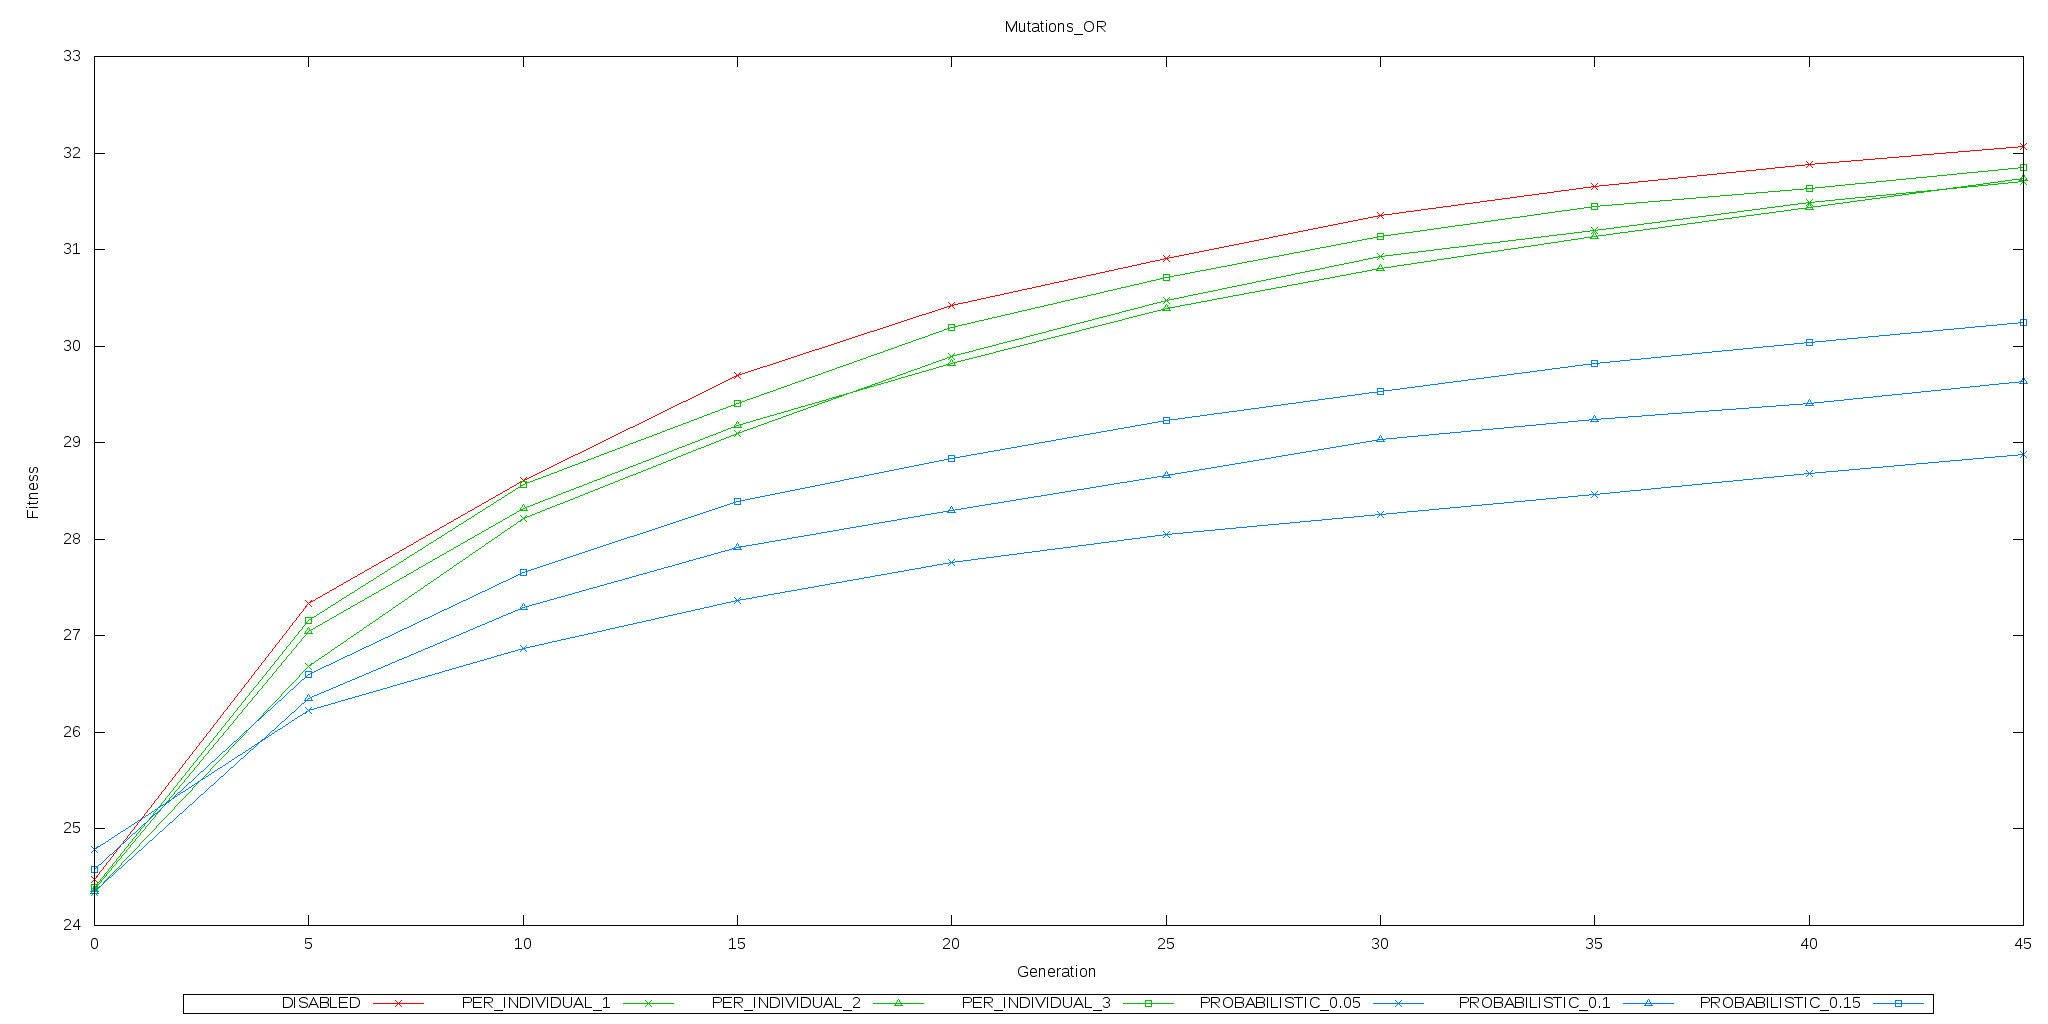 Mutations_OR
33
32
31
30
29
28
27
26
25
24
Fitness
0 5 10 15 20 25 30 35 40 45
Generation
DISABLED PER_INDIVIDUAL_1 PER_INDIVIDUAL_2 PER_INDIVIDUAL_3 PROBABILISTIC_0.05 PROBABILISTIC_0.1 PROBABILISTIC_0.15